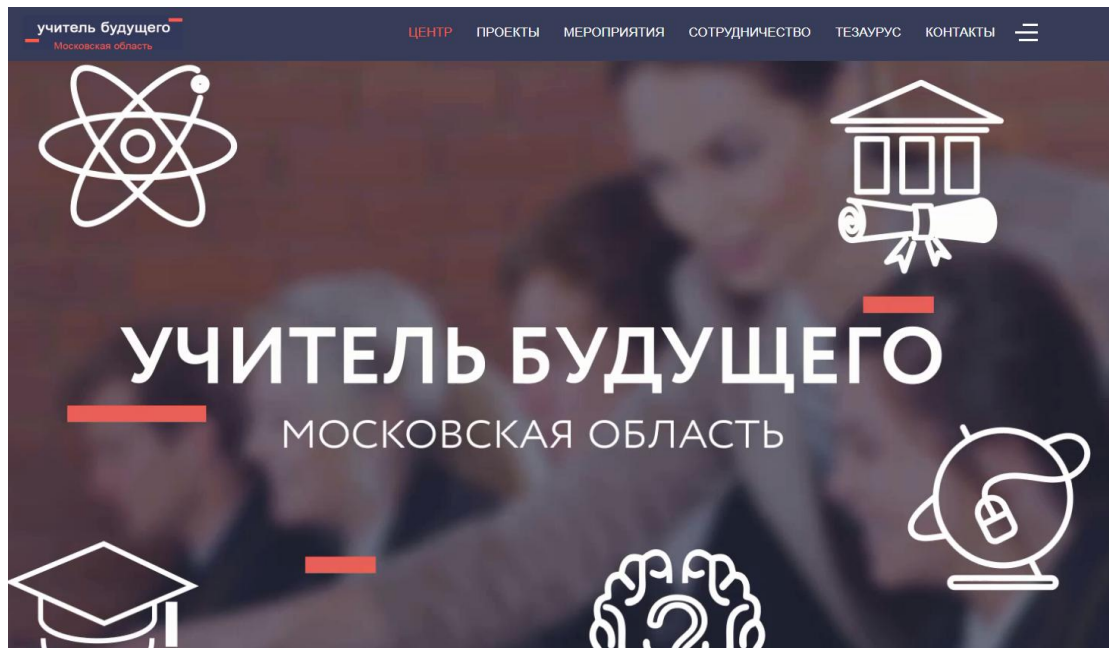 учитель будущего
Московская область
ЦЕНТР ПРОЕКТЫ МЕРОПРИЯТИЯ СОТРУДНИЧЕСТВО ТЕЗАУРУС КОНТАКТЫ
УЧИТЕЛЬ БУДУЩЕГО
МОСКОВСКАЯ ОБЛАСТЬ
?